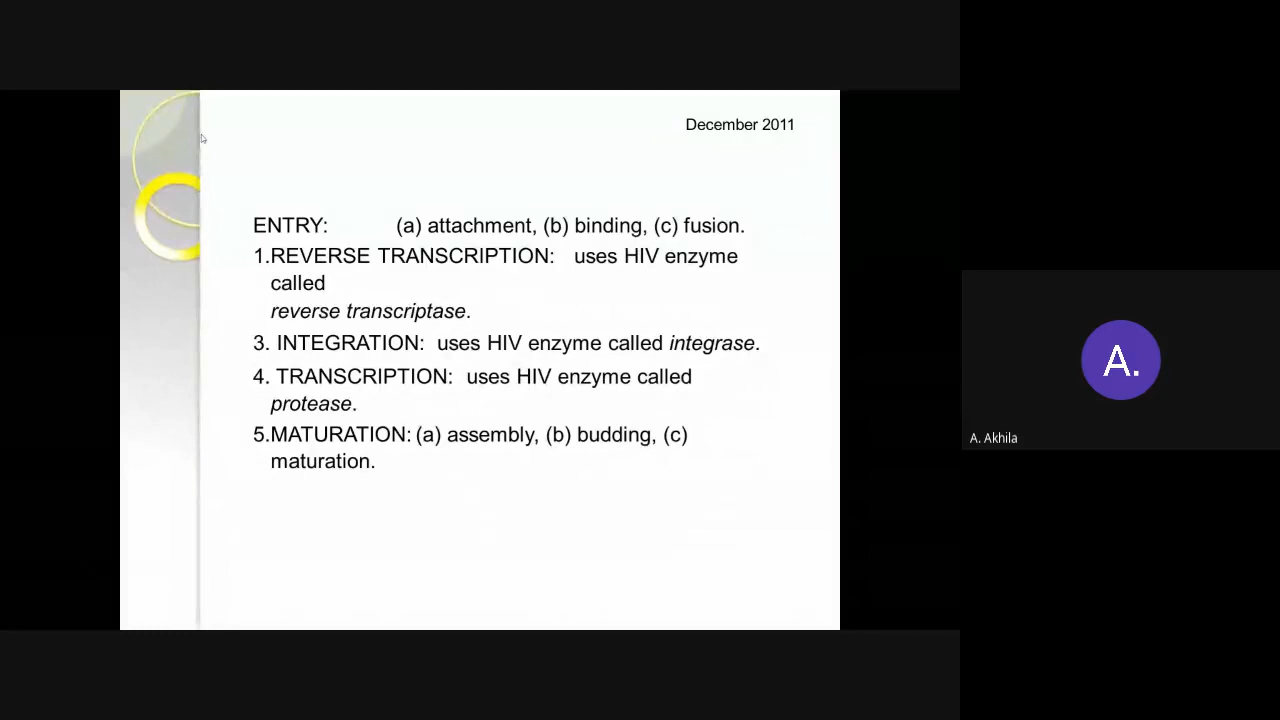 December 2011
ENTRY: (a) attachment, (b) binding, (c) fusion.
1.REVERSE TRANSCRIPTION: uses HIV enzyme
called
reverse transcriptase.
3. INTEGRATION: uses HIV enzyme called integrase.
4. TRANSCRIPTION: uses HIV enzyme called
protease.
5.MATURATION: (a) assembly, (b) budding, (c)
maturation.
A.
A. Akhila